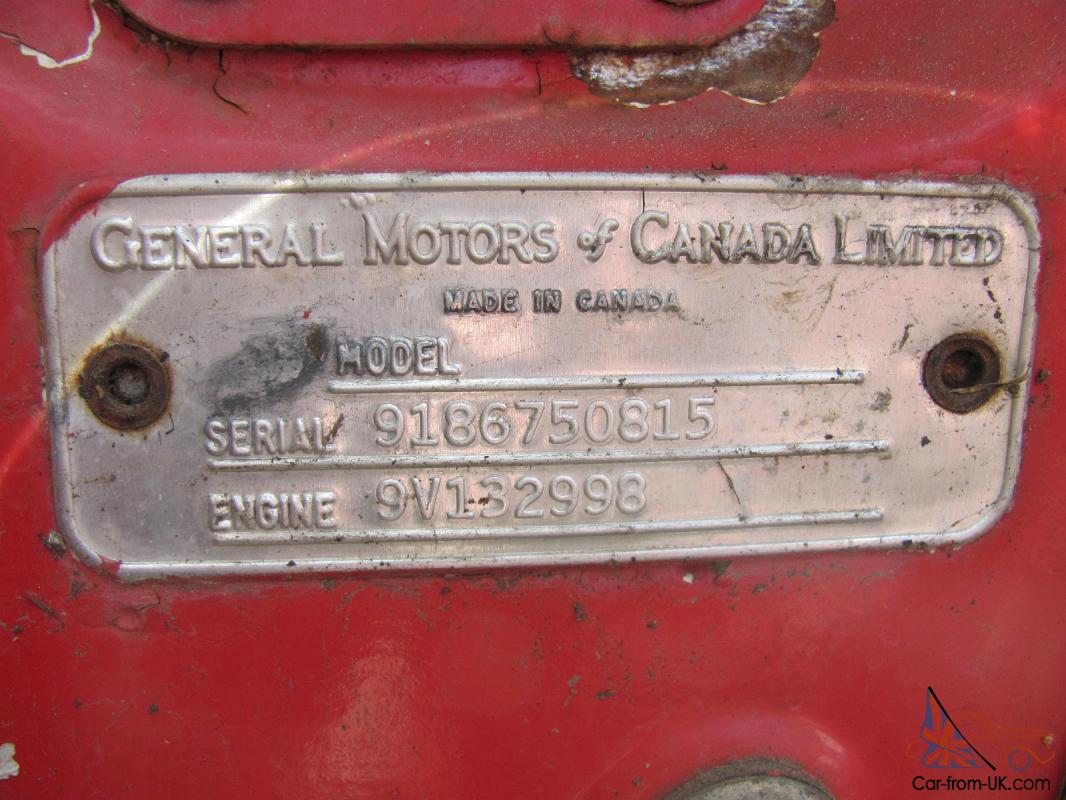 GENERAL MOTORS of CANADA LIMITED
MADE IN CANADA
MODEL
SERIAL 9186750815
ENGINE 9V132998
Car-from-UK.com